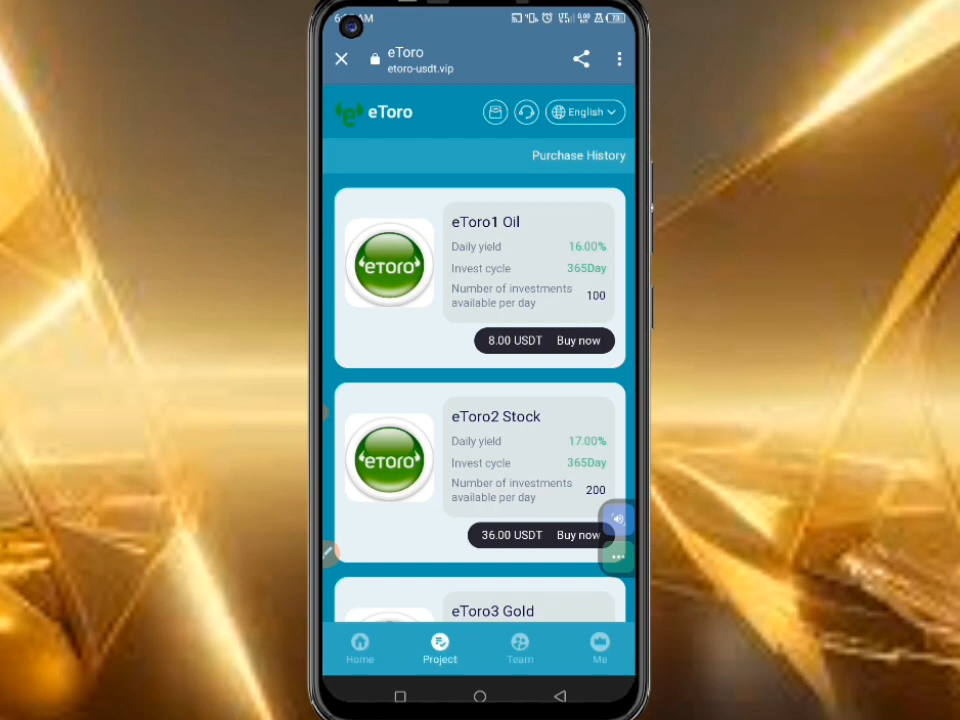 eToro
etoro-usdt.vip
eToro
English
Purchase History
eToro1 Oil
Daily yield 16.00%
Invest cycle 365Day
Number of investments
available per day 100
8.00 USDT Buy now
eToro
eToro2 Stock
Daily yield 17.00%
Invest cycle 365Day
Number of investments
available per day 200
36.00 USDT Buy now
eToro
eToro3 Gold
Home
Project
Team
Me